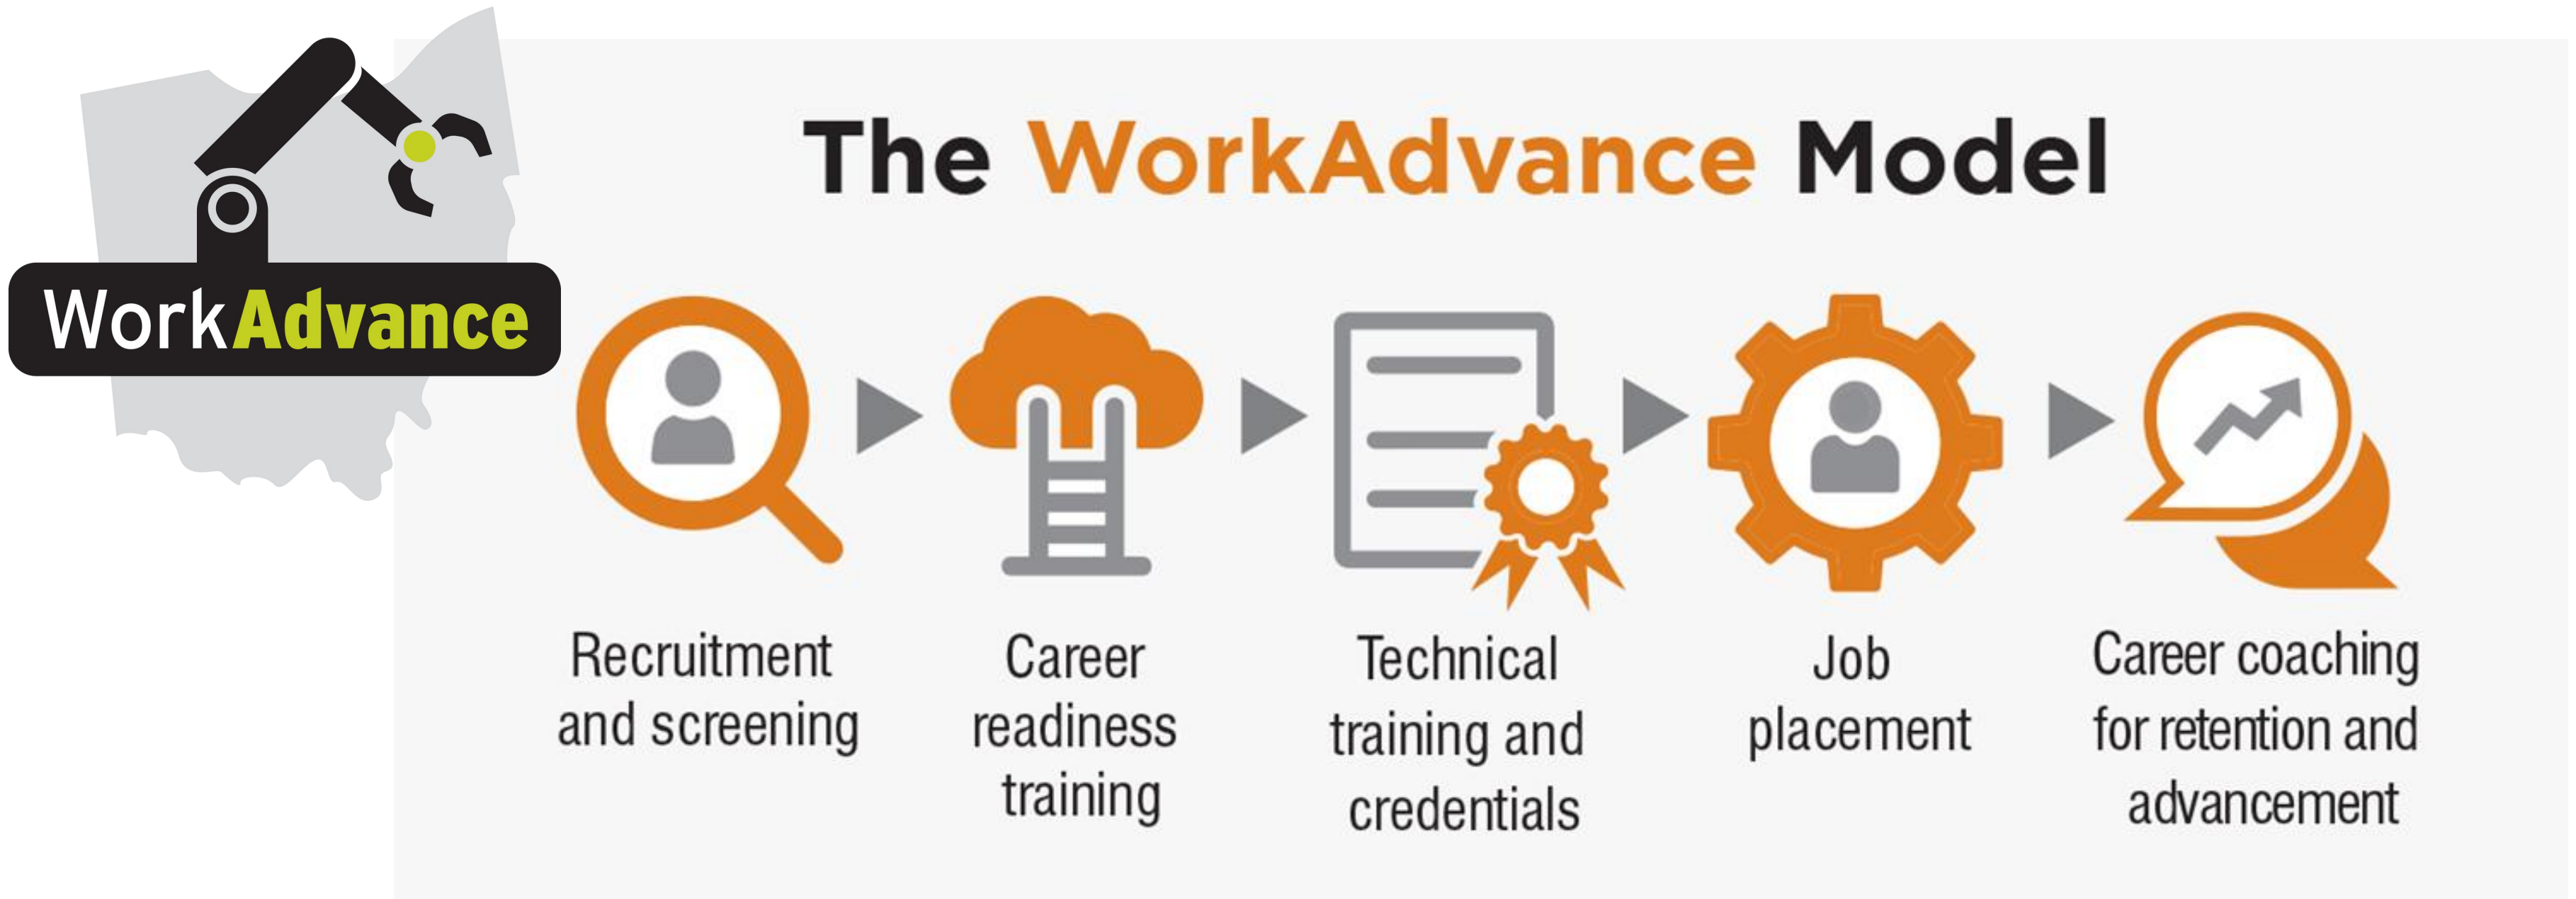 WorkAdvance
The WorkAdvance Model
Recruitment
and screening
Career
readiness
training
Technical
training and
credentials
Job
placement
Career coaching
for retention and
advancement